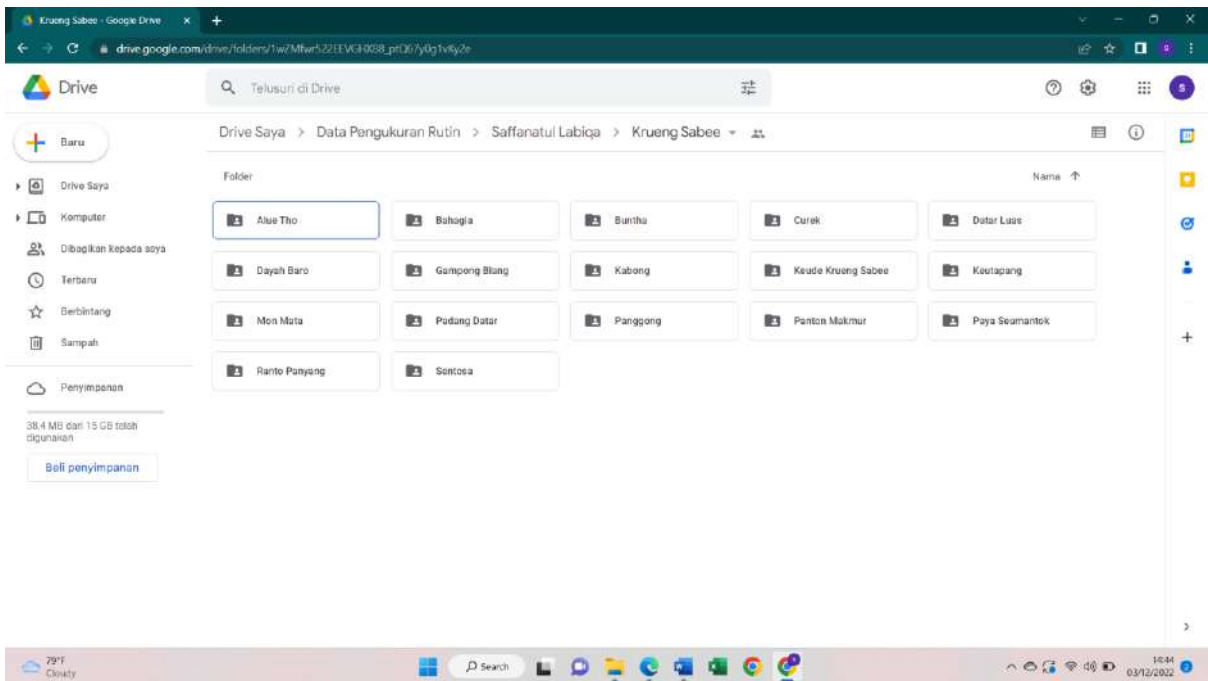 Krueng Sabee - Google Drive
drive.google.com/drive/folders/
Drive
Telusuri di Drive
S
Baru
Drive Saya > Data Pengukuran Rutin > Saffanatul Labiqa > Krueng Sabee
Drive Saya
Komputer
Dibagikan kepada saya
Terbaru
Berbintang
Sampah
Penyimpanan
38.4 MB dari 15 GB telah
digunakan
Beli penyimpanan
Folder
Nama
Alue Tho
Bahagia
Buntha
Curek
Datar Luas
Dayah Baro
Gampong Blang
Kabong
Keude Krueng Sabee
Keutapang
Mon Mata
Padang Datar
Panggong
Panton Makmur
Paya Seumantok
Ranto Panyang
Sentosa
79°F
Cloudy
Search
14:44
03/12/2022